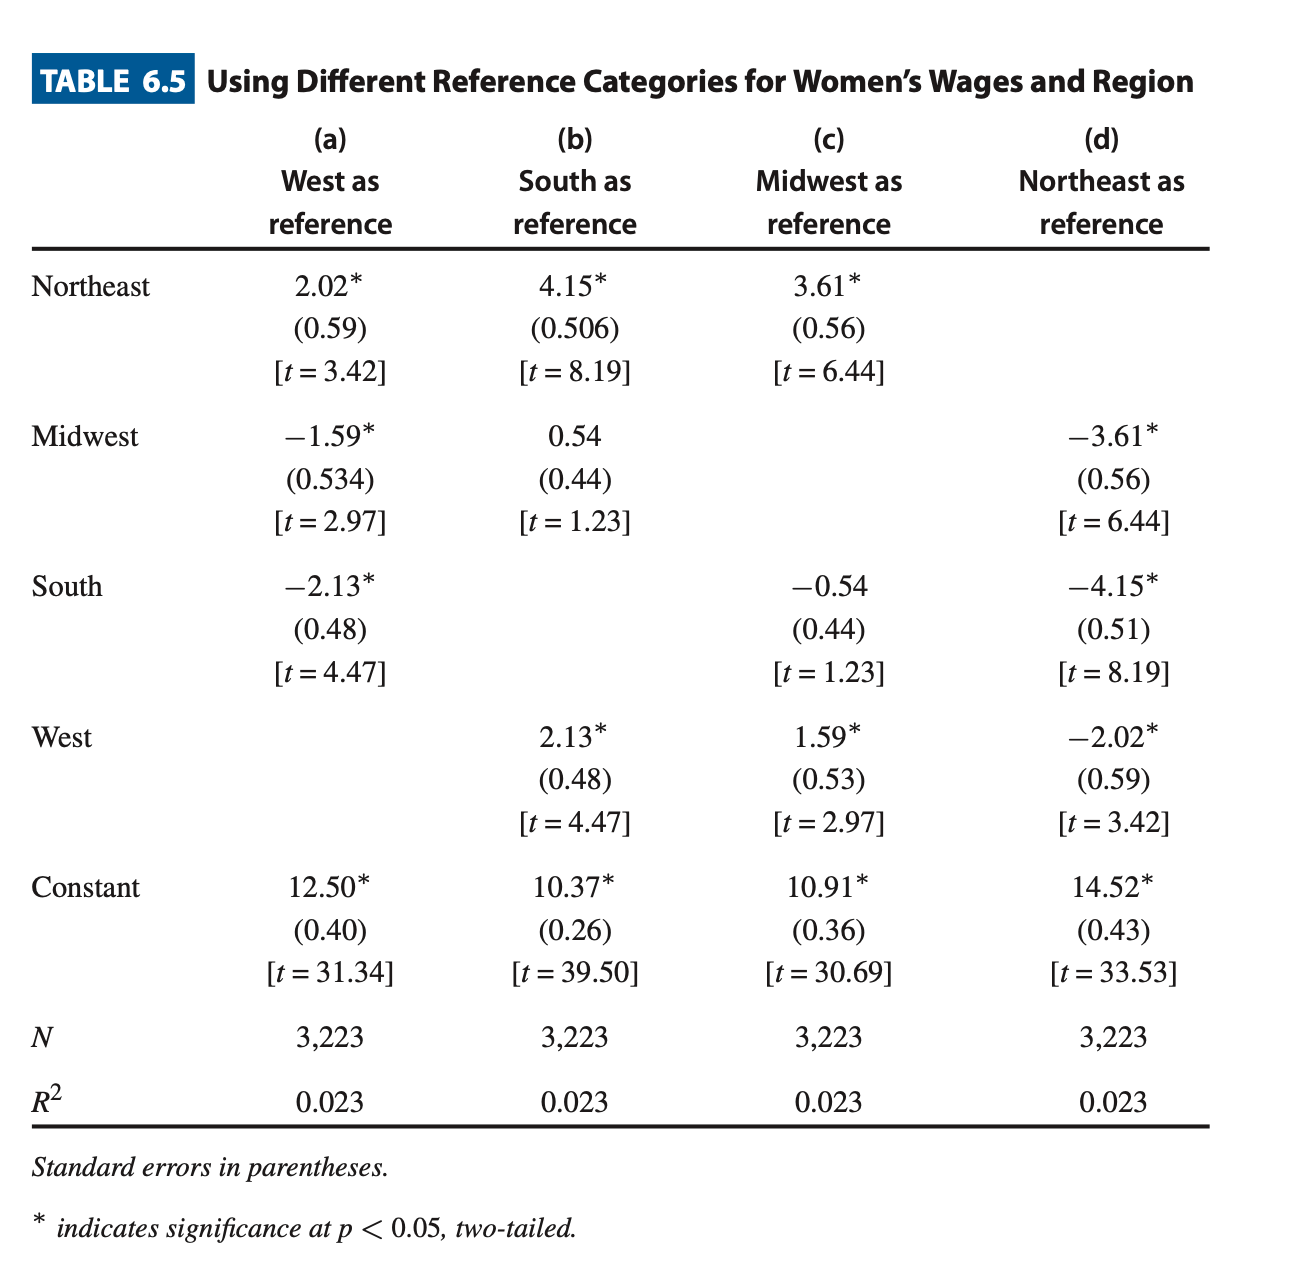 TABLE 6.5 Using Different Reference Categories for Women’s Wages and Region
(a) (b) (c) (d)
West as South as Midwest as Northeast as
reference reference reference reference
Northeast 2.02* 4.15* 3.61*
(0.59) (0.506) (0.56)
[t = 3.42] [t = 8.19] [t = 6.44]
Midwest −1.59* 0.54 −3.61*
(0.534) (0.44) (0.56)
[t = 2.97] [t = 1.23] [t = 6.44]
South −2.13* −0.54 −4.15*
(0.48) (0.44) (0.51)
[t = 4.47] [t = 1.23] [t = 8.19]
West 2.13* 1.59* −2.02*
(0.48) (0.53) (0.59)
[t = 4.47] [t = 2.97] [t = 3.42]
Constant 12.50* 10.37* 10.91* 14.52*
(0.40) (0.26) (0.36) (0.43)
[t = 31.34] [t = 39.50] [t = 30.69] [t = 33.53]
N 3,223 3,223 3,223 3,223
R² 0.023 0.023 0.023 0.023
Standard errors in parentheses.
* indicates significance at p < 0.05, two-tailed.